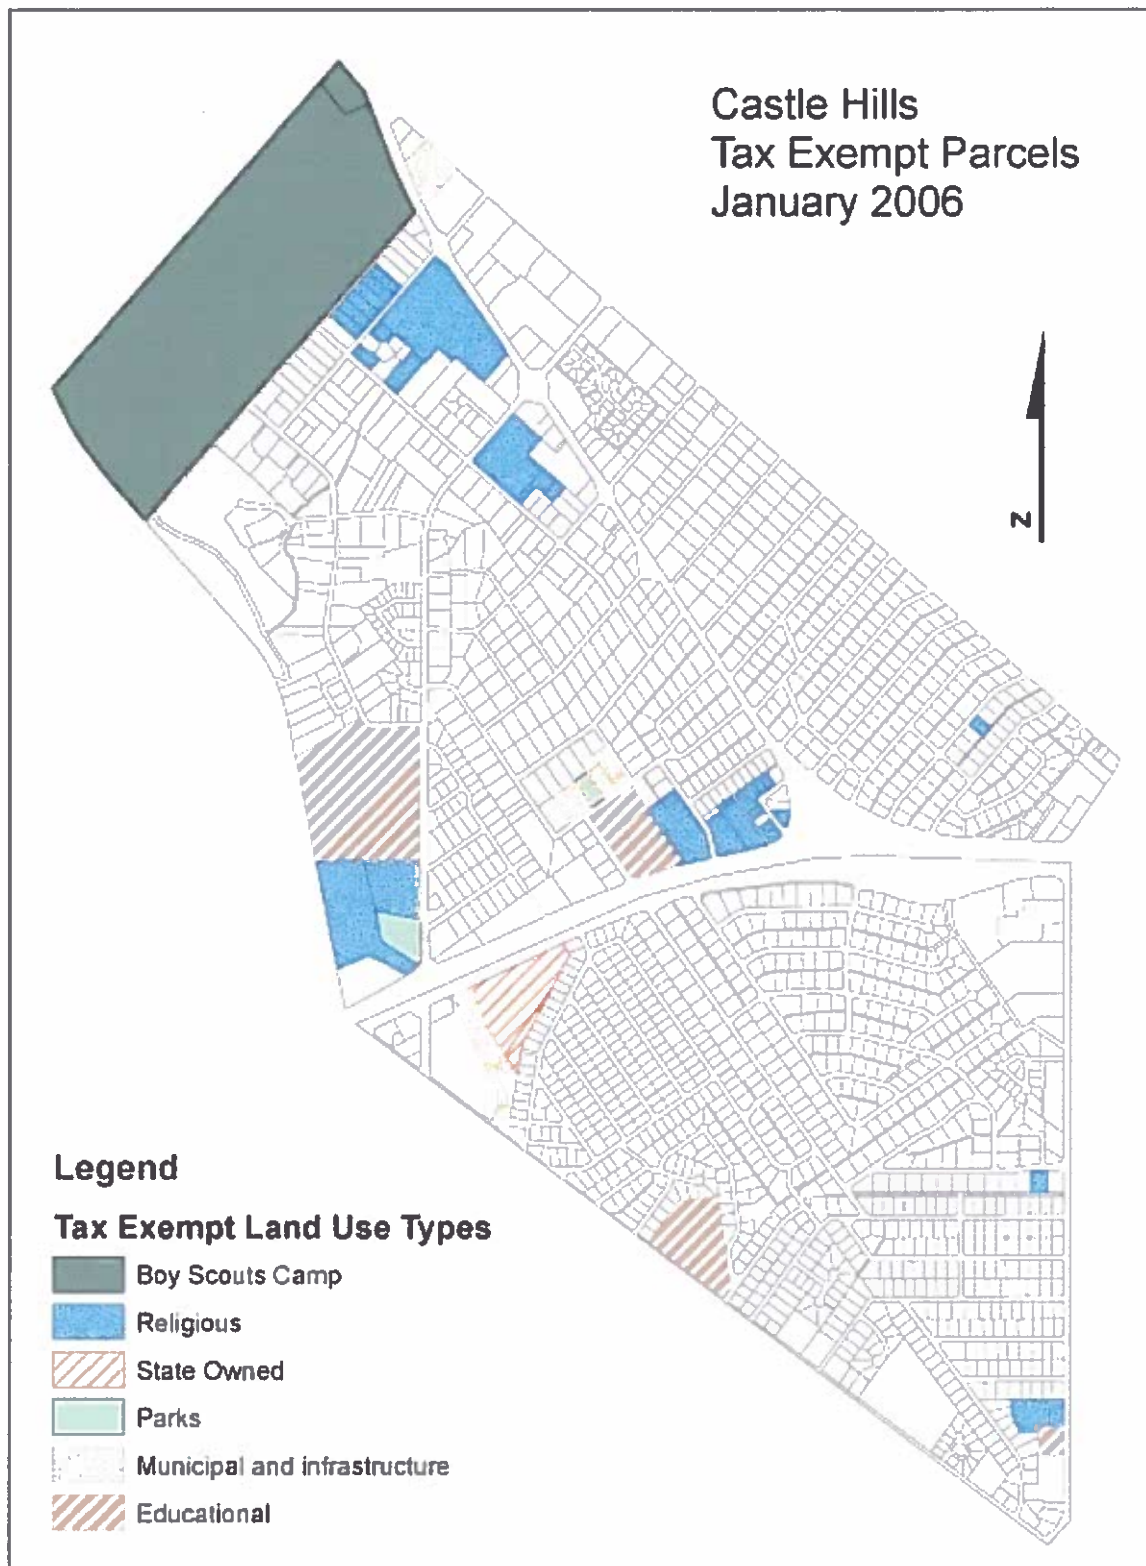 Castle Hills
Tax Exempt Parcels
January 2006
N
Legend
Tax Exempt Land Use Types
Boy Scouts Camp
Religious
State Owned
Parks
Municipal and infrastructure
Educational